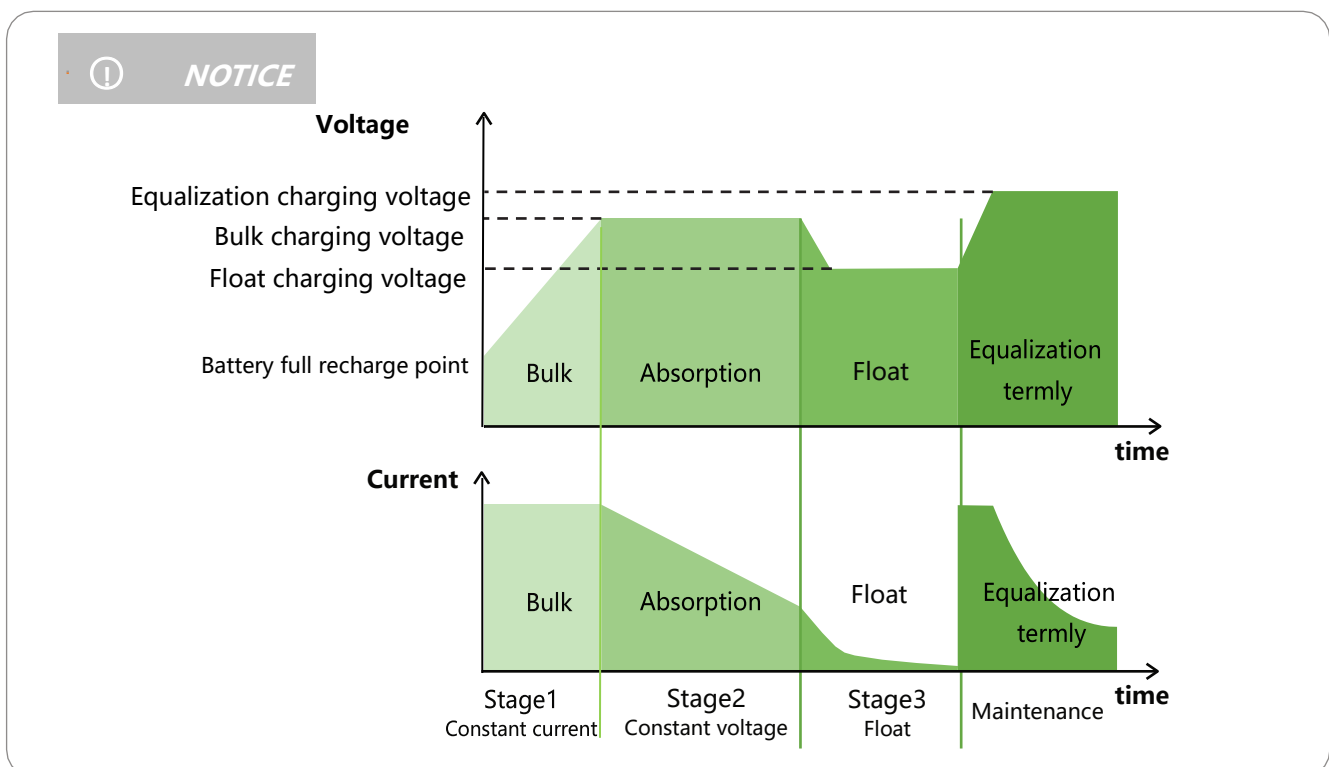 NOTICE
Voltage
Equalization charging voltage
Bulk charging voltage
Float charging voltage
Battery full recharge point
Bulk
Absorption
Float
Equalization
termly
time
Current
Bulk
Absorption
Float
Equalization
termly
time
Stage1
Constant current
Stage2
Constant voltage
Stage3
Float
Maintenance